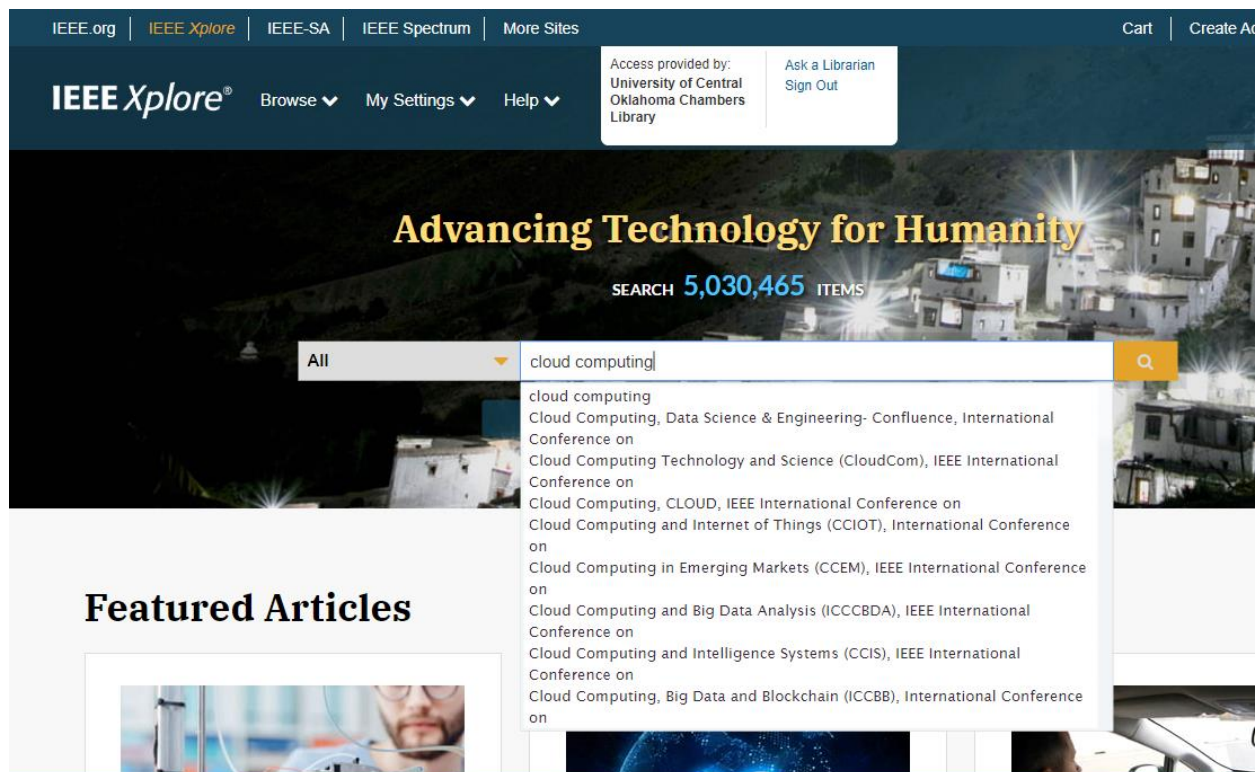 IEEE.org | IEEE Xplore | IEEE-SA | IEEE Spectrum | More Sites Cart | Create Ac
IEEE Xplore® Browse My Settings Help
Access provided by:
University of Central
Oklahoma Chambers
Library
Ask a Librarian
Sign Out
Advancing Technology for Humanity
SEARCH 5,030,465 ITEMS
All cloud computing
cloud computing
Cloud Computing, Data Science & Engineering- Confluence, International
Conference on
Cloud Computing Technology and Science (CloudCom), IEEE International
Conference on
Cloud Computing, CLOUD, IEEE International Conference on
Cloud Computing and Internet of Things (CCIOT), International Conference
on
Cloud Computing in Emerging Markets (CCEM), IEEE International Conference
on
Cloud Computing and Big Data Analysis (ICCCBDA), IEEE International
Conference on
Cloud Computing and Intelligence Systems (CCIS), IEEE International
Conference on
Cloud Computing, Big Data and Blockchain (ICCBB), International Conference
on
Featured Articles